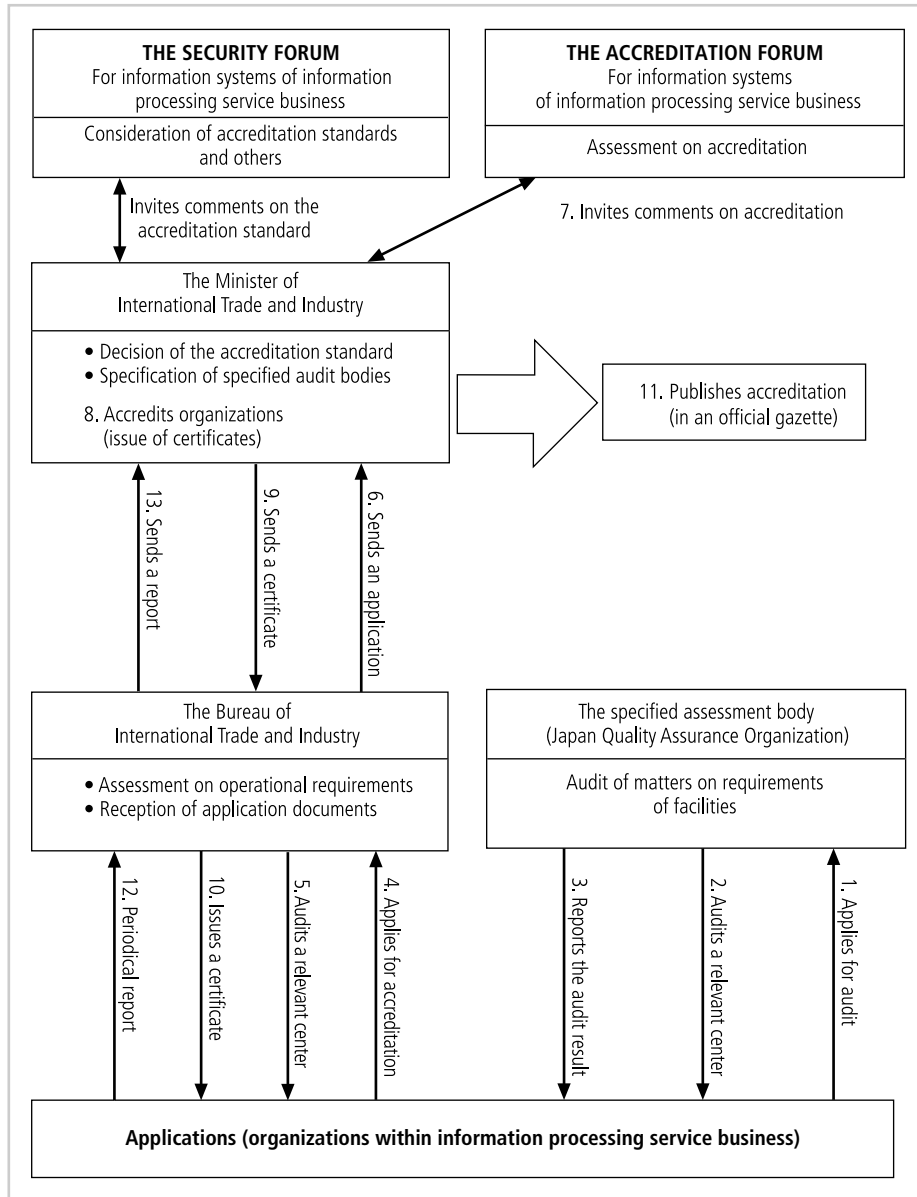 THE SECURITY FORUM
For information systems of information
processing service business
Consideration of accreditation standards
and others
THE ACCREDITATION FORUM
For information systems
of information processing service business
Assessment on accreditation
Invites comments on the
accreditation standard
7. Invites comments on accreditation
The Minister of
International Trade and Industry
• Decision of the accreditation standard
• Specification of specified audit bodies
8. Accredits organizations
(issue of certificates)
11. Publishes accreditation
(in an official gazette)
13. Sends a report
9. Sends a certificate
6. Sends an application
The Bureau of
International Trade and Industry
• Assessment on operational requirements
• Reception of application documents
The specified assessment body
(Japan Quality Assurance Organization)
Audit of matters on requirements
of facilities
12. Periodical report
10. Issues a certificate
5. Audits a relevant center
4. Applies for accreditation
3. Reports the audit result
2. Audits a relevant center
1. Applies for audit
Applications (organizations within information processing service business)